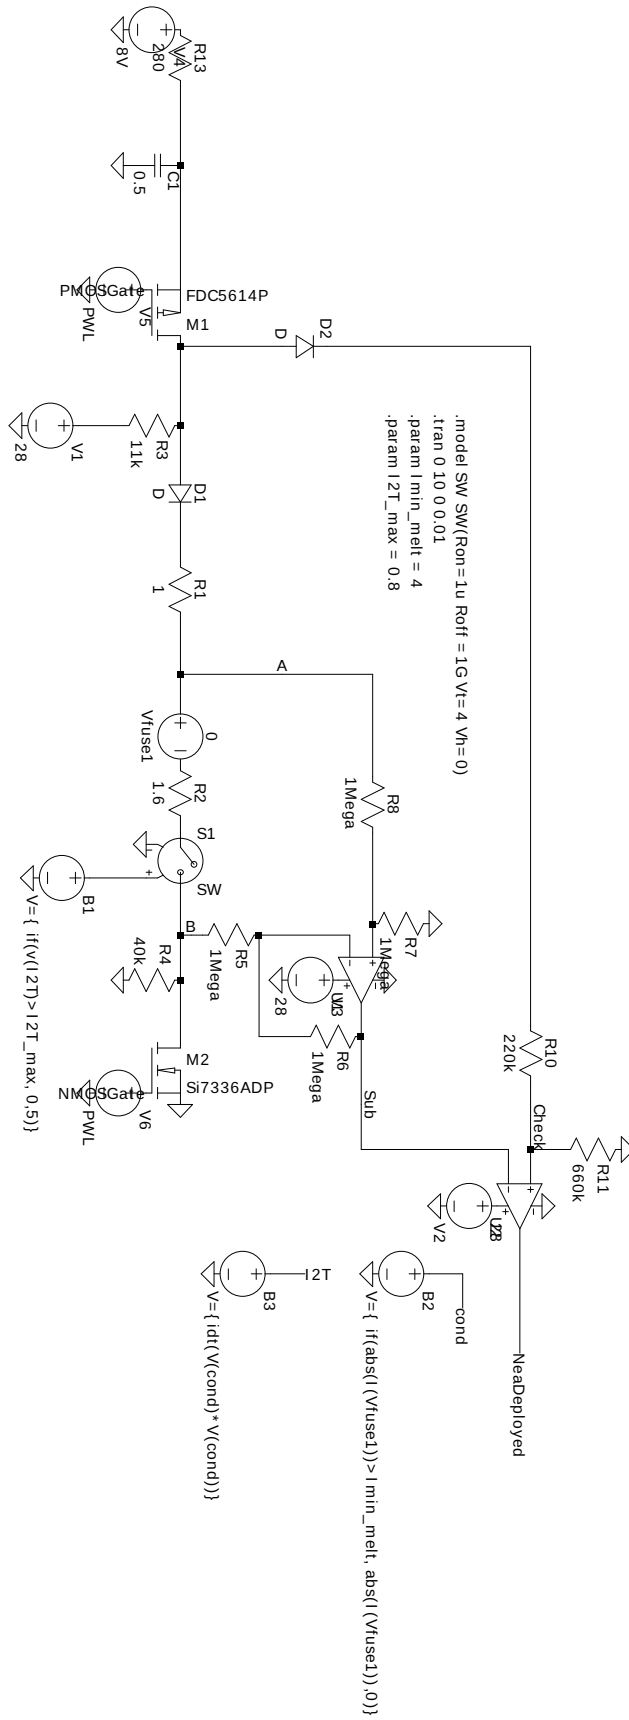 V4
8V
R13
280
C1
0.5
PMOSGate
V5
PWL
FDC5614P
M1
D2
D
V1
28
R3
11k
D1
D
R1
1
.model SW SW(Ron=1u Roff = 1G Vt=4 Vh=0)
.tran 0 10 0 0.01
.param Imin_melt = 4
.param I2T_max = 0.8
A
Vfuse1
0
R2
1.6
S1
SW
B1
V={ if(v(I2T)>I2T_max, 0,5)}
R8
1Mega
R7
1Mega
B
R5
1Mega
R4
40k
28
R6
1Mega
M2
Si7336ADP
NMOSGate
V6
PWL
Sub
R10
220k
Check
R11
660k
V2
NeaDeployed
I2T
B3
V={ idt(V(cond)*V(cond))}
cond
B2
V={ if(abs(I(Vfuse1))>Imin_melt, abs(I(Vfuse1)),0)}